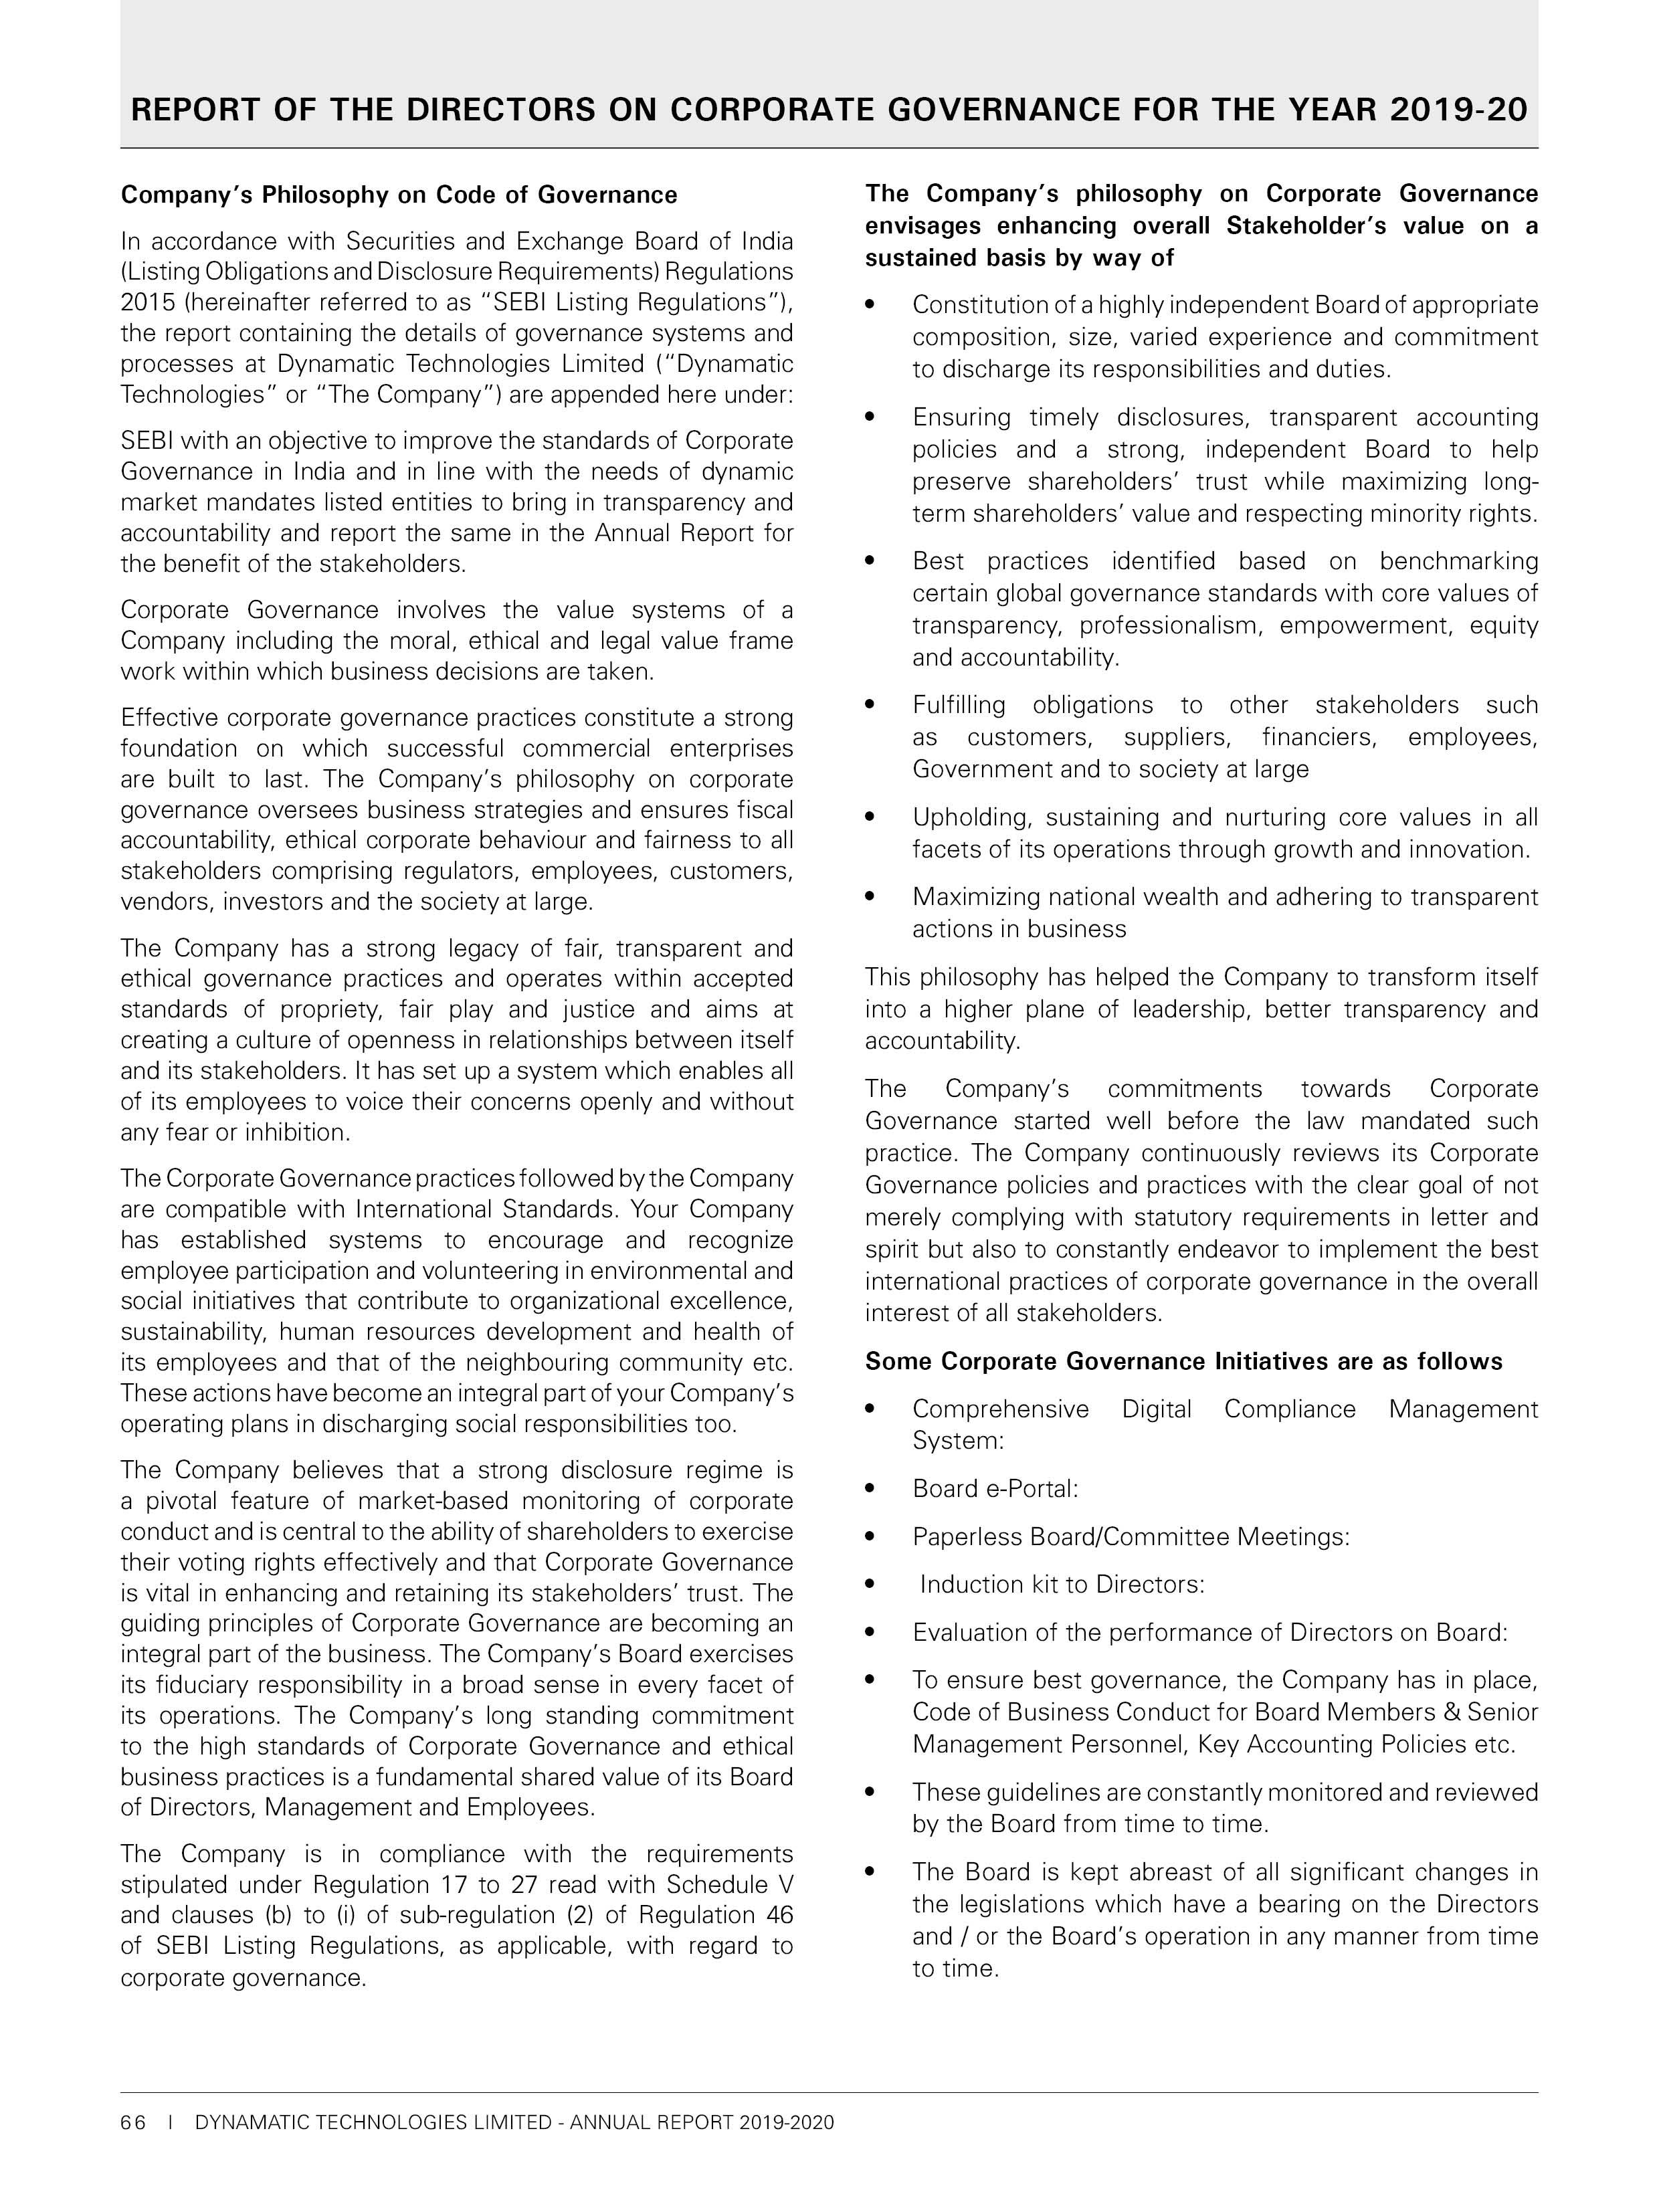 REPORT OF THE DIRECTORS ON CORPORATE GOVERNANCE FOR THE YEAR 2019-20
Company's Philosophy on Code of Governance
In accordance with Securities and Exchange Board of India
(Listing Obligations and Disclosure Requirements) Regulations
2015 (hereinafter referred to as "SEBI Listing Regulations"),
the report containing the details of governance systems and
processes at Dynamatic Technologies Limited ("Dynamatic
Technologies" or "The Company") are appended here under:
SEBI with an objective to improve the standards of Corporate
Governance in India and in line with the needs of dynamic
market mandates listed entities to bring in transparency and
accountability and report the same in the Annual Report for
the benefit of the stakeholders.
Corporate Governance involves the value systems of a
Company including the moral, ethical and legal value frame
work within which business decisions are taken.
Effective corporate governance practices constitute a strong
foundation on which successful commercial enterprises
are built to last. The Company's philosophy on corporate
governance oversees business strategies and ensures fiscal
accountability, ethical corporate behaviour and fairness to all
stakeholders comprising regulators, employees, customers,
vendors, investors and the society at large.
The Company has a strong legacy of fair, transparent and
ethical governance practices and operates within accepted
standards of propriety, fair play and justice and aims at
creating a culture of openness in relationships between itself
and its stakeholders. It has set up a system which enables all
of its employees to voice their concerns openly and without
any fear or inhibition.
The Corporate Governance practices followed by the Company
are compatible with International Standards. Your Company
has established systems to encourage and recognize
employee participation and volunteering in environmental and
social initiatives that contribute to organizational excellence,
sustainability, human resources development and health of
its employees and that of the neighbouring community etc.
These actions have become an integral part of your Company's
operating plans in discharging social responsibilities too.
The Company believes that a strong disclosure regime is
a pivotal feature of market-based monitoring of corporate
conduct and is central to the ability of shareholders to exercise
their voting rights effectively and that Corporate Governance
is vital in enhancing and retaining its stakeholders' trust. The
guiding principles of Corporate Governance are becoming an
integral part of the business. The Company's Board exercises
its fiduciary responsibility in a broad sense in every facet of
its operations. The Company's long standing commitment
to the high standards of Corporate Governance and ethical
business practices is a fundamental shared value of its Board
of Directors, Management and Employees.
The Company is in compliance with the requirements
stipulated under Regulation 17 to 27 read with Schedule V
and clauses (b) to (i) of sub-regulation (2) of Regulation 46
of SEBI Listing Regulations, as applicable, with regard to
corporate governance.
The Company's philosophy on Corporate Governance
envisages enhancing overall Stakeholder's value on a
sustained basis by way of
• Constitution of a highly independent Board of appropriate
composition, size, varied experience and commitment
to discharge its responsibilities and duties.
• Ensuring timely disclosures, transparent accounting
policies and a strong, independent Board to help
preserve shareholders' trust while maximizing long-
term shareholders' value and respecting minority rights.
• Best practices identified based on benchmarking
certain global governance standards with core values of
transparency, professionalism, empowerment, equity
and accountability.
• Fulfilling obligations to other stakeholders such
as customers, suppliers, financiers, employees,
Government and to society at large
• Upholding, sustaining and nurturing core values in all
facets of its operations through growth and innovation.
• Maximizing national wealth and adhering to transparent
actions in business
This philosophy has helped the Company to transform itself
into a higher plane of leadership, better transparency and
accountability.
The Company's commitments towards Corporate
Governance started well before the law mandated such
practice. The Company continuously reviews its Corporate
Governance policies and practices with the clear goal of not
merely complying with statutory requirements in letter and
spirit but also to constantly endeavor to implement the best
international practices of corporate governance in the overall
interest of all stakeholders.
Some Corporate Governance Initiatives are as follows
• Comprehensive Digital Compliance Management
System:
• Board e-Portal:
• Paperless Board/Committee Meetings:
• Induction kit to Directors:
• Evaluation of the performance of Directors on Board:
• To ensure best governance, the Company has in place,
Code of Business Conduct for Board Members & Senior
Management Personnel, Key Accounting Policies etc.
• These guidelines are constantly monitored and reviewed
by the Board from time to time.
• The Board is kept abreast of all significant changes in
the legislations which have a bearing on the Directors
and / or the Board's operation in any manner from time
to time.
66 I DYNAMATIC TECHNOLOGIES LIMITED - ANNUAL REPORT 2019-2020